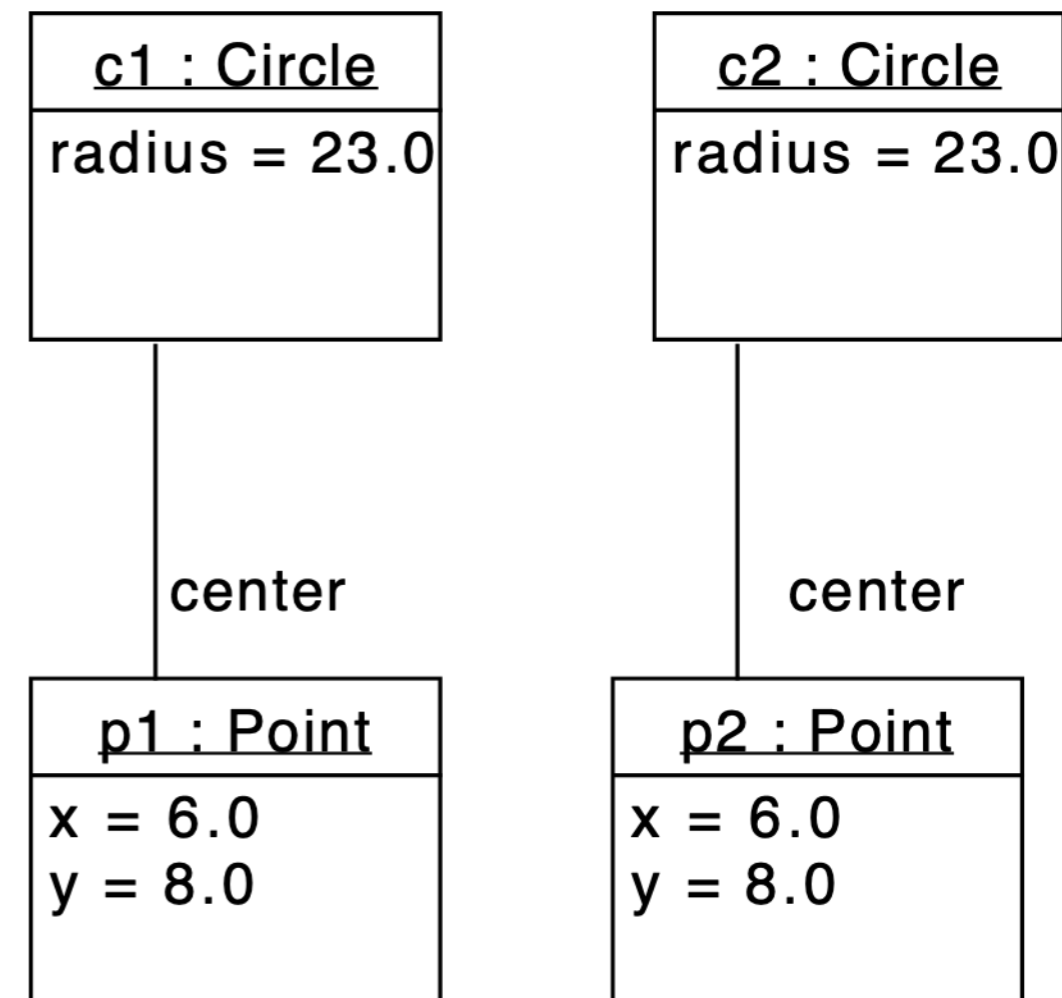 c1 : Circle
radius = 23.0
c2 : Circle
radius = 23.0
center
center
p1 : Point
x = 6.0
y = 8.0
p2 : Point
x = 6.0
y = 8.0